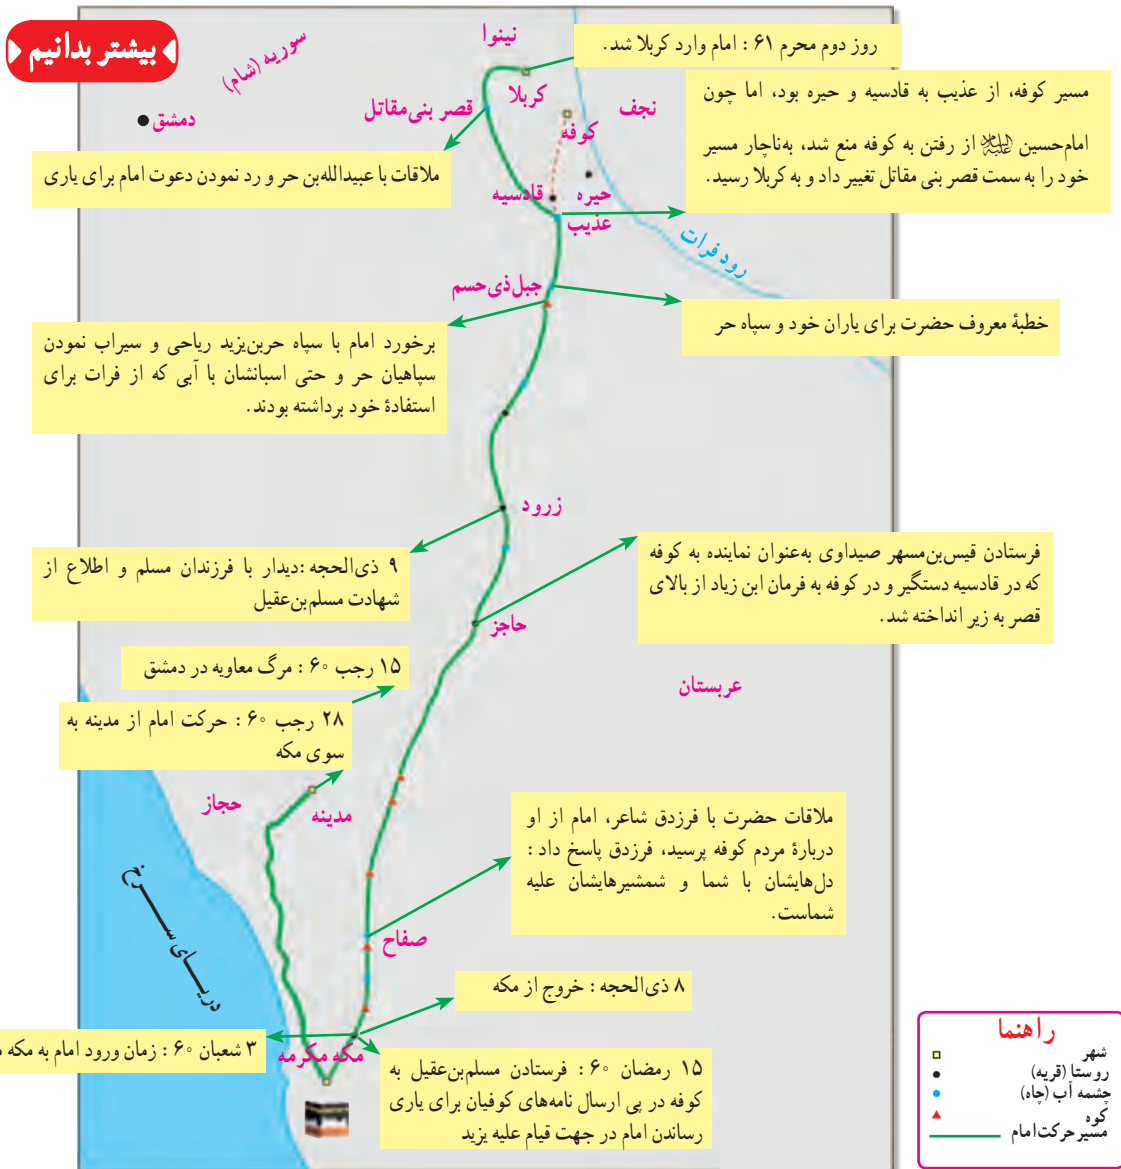 بیشتر بدانیم
سوریه (شام)
نینوا
روز دوم محرم ۶۱ : امام وارد کربلا شد.
کربلا
نجف
مسیر کوفه، از عذیب به قادسیه و حیره بود، اما چون
امام‌حسین علیه‌السلام از رفتن به کوفه منع شد، به‌ناچار مسیر
خود را به سمت قصر بنی مقاتل تغییر داد و به کربلا رسید.
دمشق
قصر بنی‌مقاتل
کوفه
ملاقات با عبیدالله‌بن حر و رد نمودن دعوت امام برای یاری
قادسیه
حیره
عذیب
رود فرات
جبل‌ذی‌حسم
خطبهٔ معروف حضرت برای یاران خود و سپاه حر
برخورد امام با سپاه حربن‌یزید ریاحی و سیراب نمودن
سپاهیان حر و حتی اسبانشان با آبی که از فرات برای
استفادهٔ خود برداشته بودند.
زرود
۹ ذی‌الحجه :دیدار با فرزندان مسلم و اطلاع از
شهادت مسلم‌بن‌عقیل
فرستادن قیس‌بن‌مسهر صیداوی به‌عنوان نماینده به کوفه
که در قادسیه دستگیر و در کوفه به فرمان ابن زیاد از بالای
قصر به زیر انداخته شد.
حاجز
۱۵ رجب ۶۰ : مرگ معاویه در دمشق
عربستان
۲۸ رجب ۶۰ : حرکت امام از مدینه به
سوی مکه
حجاز
مدینه
ملاقات حضرت با فرزدق شاعر، امام از او
دربارهٔ مردم کوفه پرسید، فرزدق پاسخ داد :
دل‌هایشان با شما و شمشیرهایشان علیه
شماست.
دریای سرخ
صفاح
۸ ذی‌الحجه : خروج از مکه
۳ شعبان ۶۰ : زمان ورود امام به مکه
مکه مکرمه
۱۵ رمضان ۶۰ : فرستادن مسلم‌بن‌عقیل به
کوفه در پی ارسال نامه‌های کوفیان برای یاری
رساندن امام در جهت قیام علیه یزید
راهنما
شهر
روستا (قریه)
چشمه آب (چاه)
کوه
مسیر حرکت امام